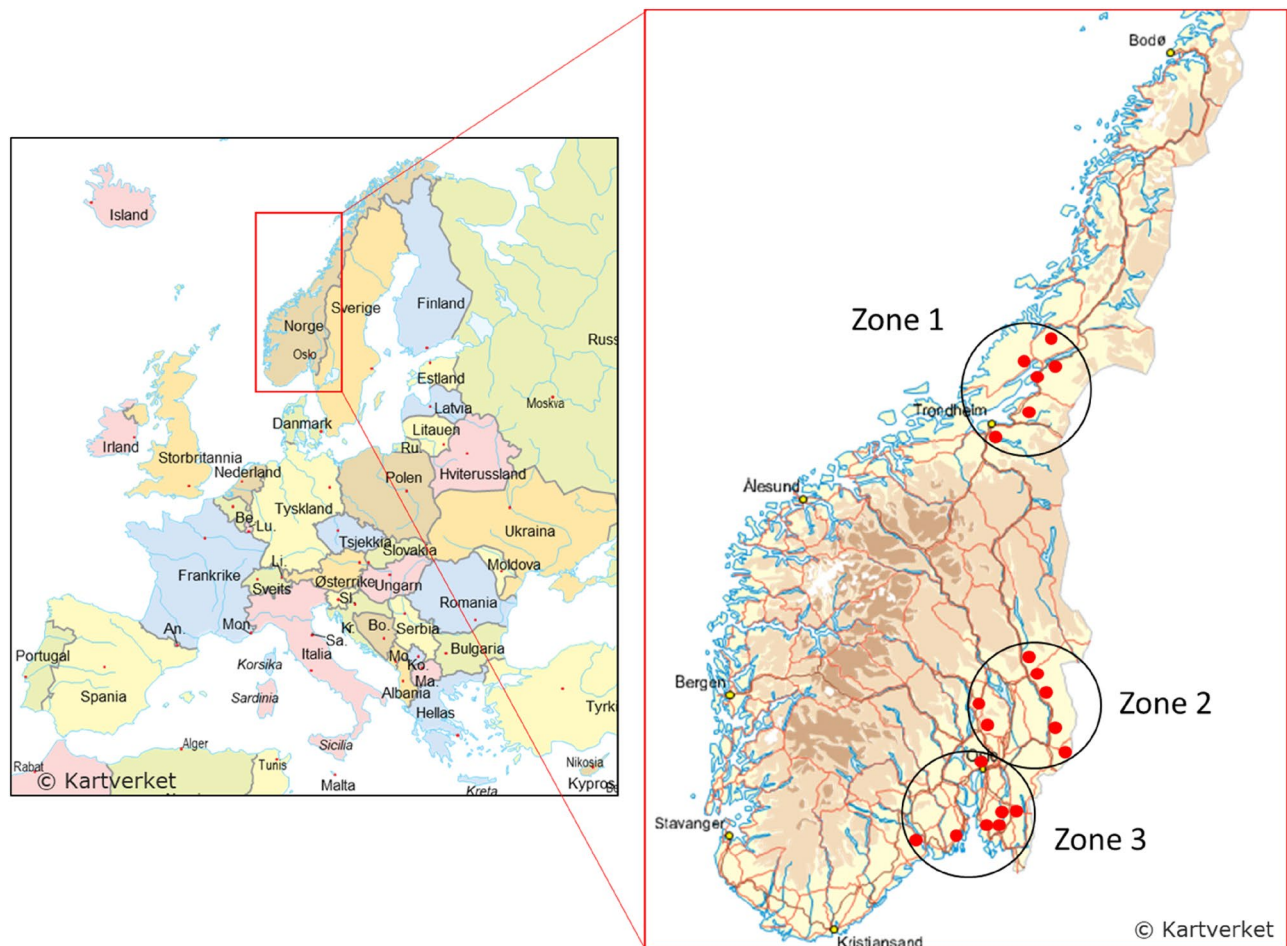 Island
Norge
Oslo
Sverige
Finland
Russ
Estland
Latvia
Moskva
Danmark
Litauen
Ru.
Irland
Storbritannia
Nederland
Hviterussland
Polen
Be.
Lu.
Tyskland
Ukraina
Tsjekkia
Slovakia
Li.
Moldova
Frankrike
Sveits
Østerrike
Ungarn
Sl.
Romania
An.
Mon.
Kr.
Bo.
Serbia
Sa.
Bulgaria
Portugal
Korsika
Italia
Mo.
Ko.
Ma.
Spania
Sardinia
Albania
Tyrki
Hellas
Sicilia
Alger
Rabat
Tunis
Nikosia
© Kartverket
Malta
Kreta
Kypros
Bodø
Zone 1
Trondheim
Ålesund
Bergen
Zone 2
Stavanger
Zone 3
Kristiansand
© Kartverket